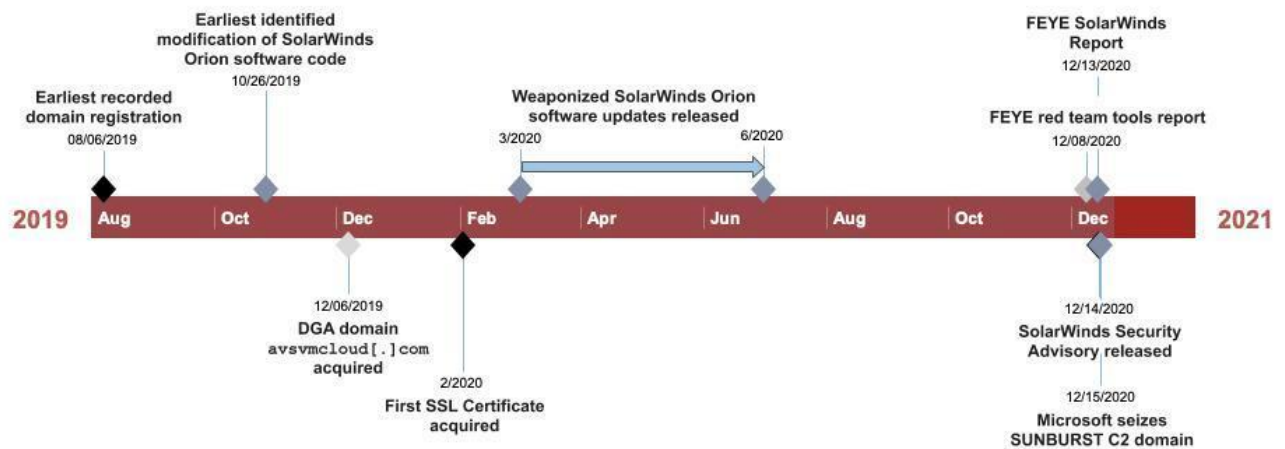 Earliest identified
modification of SolarWinds
Orion software code
10/26/2019
FEYE SolarWinds
Report
12/13/2020
Earliest recorded
domain registration
08/06/2019
Weaponized SolarWinds Orion
software updates released
3/2020
6/2020
FEYE red team tools report
12/08/2020
2019
Aug
Oct
Dec
Feb
Apr
Jun
Aug
Oct
Dec
2021
12/06/2019
DGA domain
avsvmcloud[.]com
acquired
2/2020
First SSL Certificate
acquired
12/14/2020
SolarWinds Security
Advisory released
12/15/2020
Microsoft seizes
SUNBURST C2 domain